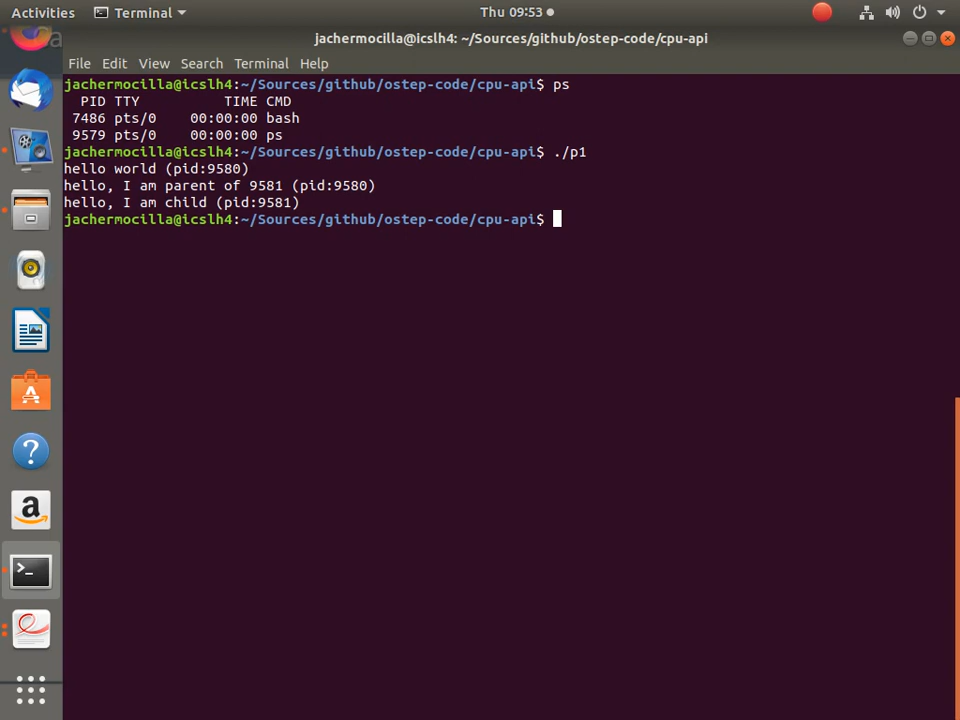 Activities Terminal Thu 09:53
jachermocilla@icslh4: ~/Sources/github/ostep-code/cpu-api
File Edit View Search Terminal Help
jachermocilla@icslh4:~/Sources/github/ostep-code/cpu-api$ ps
  PID TTY          TIME CMD
 7486 pts/0    00:00:00 bash
 9579 pts/0    00:00:00 ps
jachermocilla@icslh4:~/Sources/github/ostep-code/cpu-api$ ./p1
hello world (pid:9580)
hello, I am parent of 9581 (pid:9580)
hello, I am child (pid:9581)
jachermocilla@icslh4:~/Sources/github/ostep-code/cpu-api$